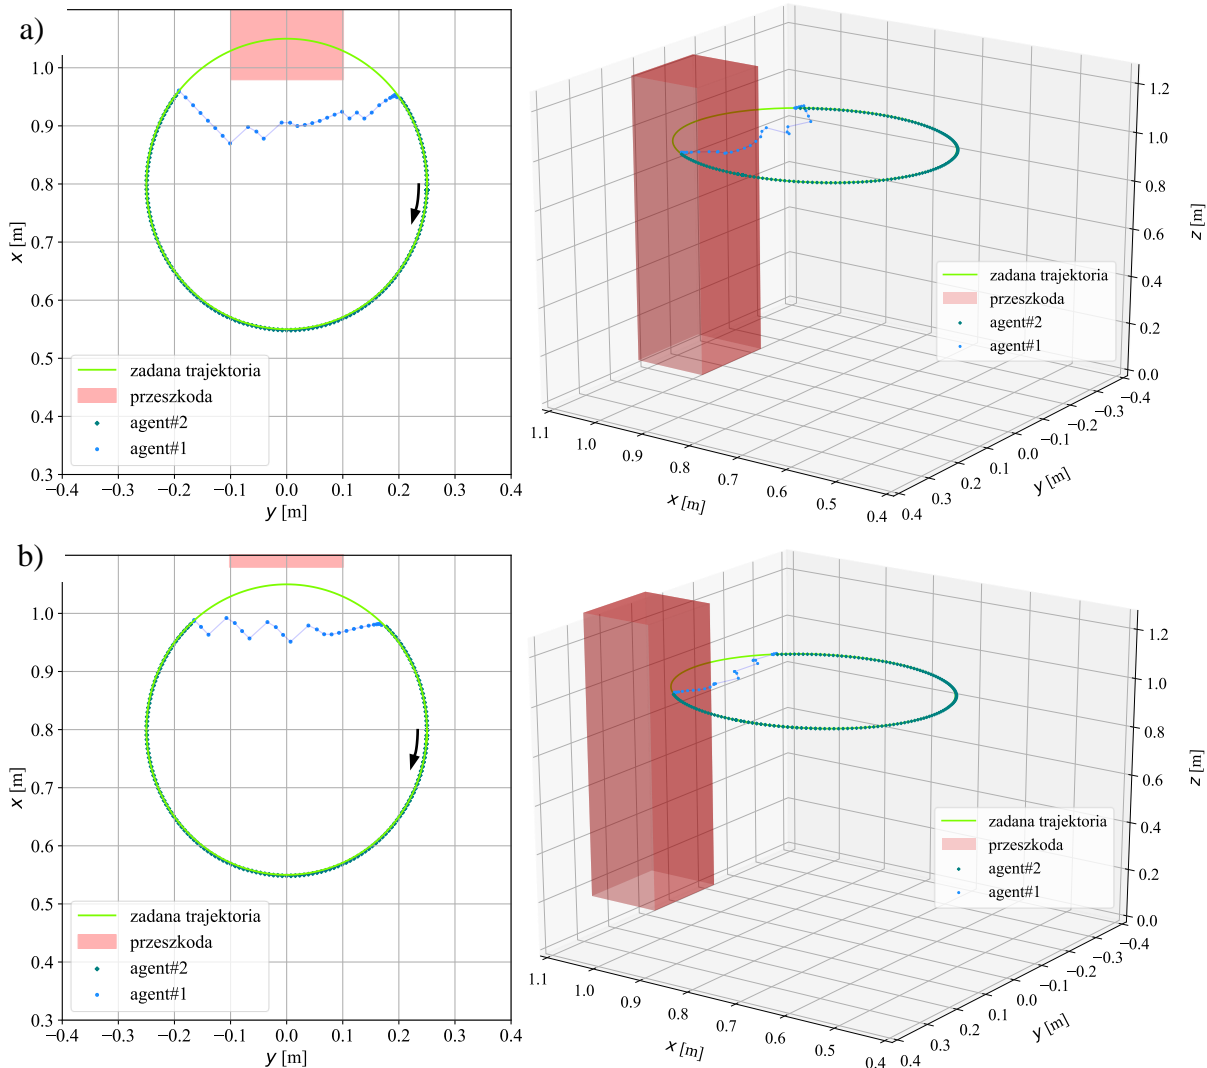 a)
1.0
0.9
0.8
0.7
0.6
0.5
0.4
0.3
x [m]
−0.4 −0.3 −0.2 −0.1 0.0 0.1 0.2 0.3 0.4
y [m]
zadana trajektoria
przeszkoda
agent#2
agent#1
1.2
1.0
0.8
0.6
0.4
0.2
0.0
z [m]
zadana trajektoria
przeszkoda
agent#2
agent#1
1.1 1.0 0.9 0.8 0.7 0.6 0.5 0.4
x [m]
−0.4
−0.3
−0.2
−0.1
0.0
0.1
0.2
0.3
0.4
y [m]
b)
1.0
0.9
0.8
0.7
0.6
0.5
0.4
0.3
x [m]
−0.4 −0.3 −0.2 −0.1 0.0 0.1 0.2 0.3 0.4
y [m]
zadana trajektoria
przeszkoda
agent#2
agent#1
1.2
1.0
0.8
0.6
0.4
0.2
0.0
z [m]
zadana trajektoria
przeszkoda
agent#2
agent#1
1.1 1.0 0.9 0.8 0.7 0.6 0.5 0.4
x [m]
−0.4
−0.3
−0.2
−0.1
0.0
0.1
0.2
0.3
0.4
y [m]